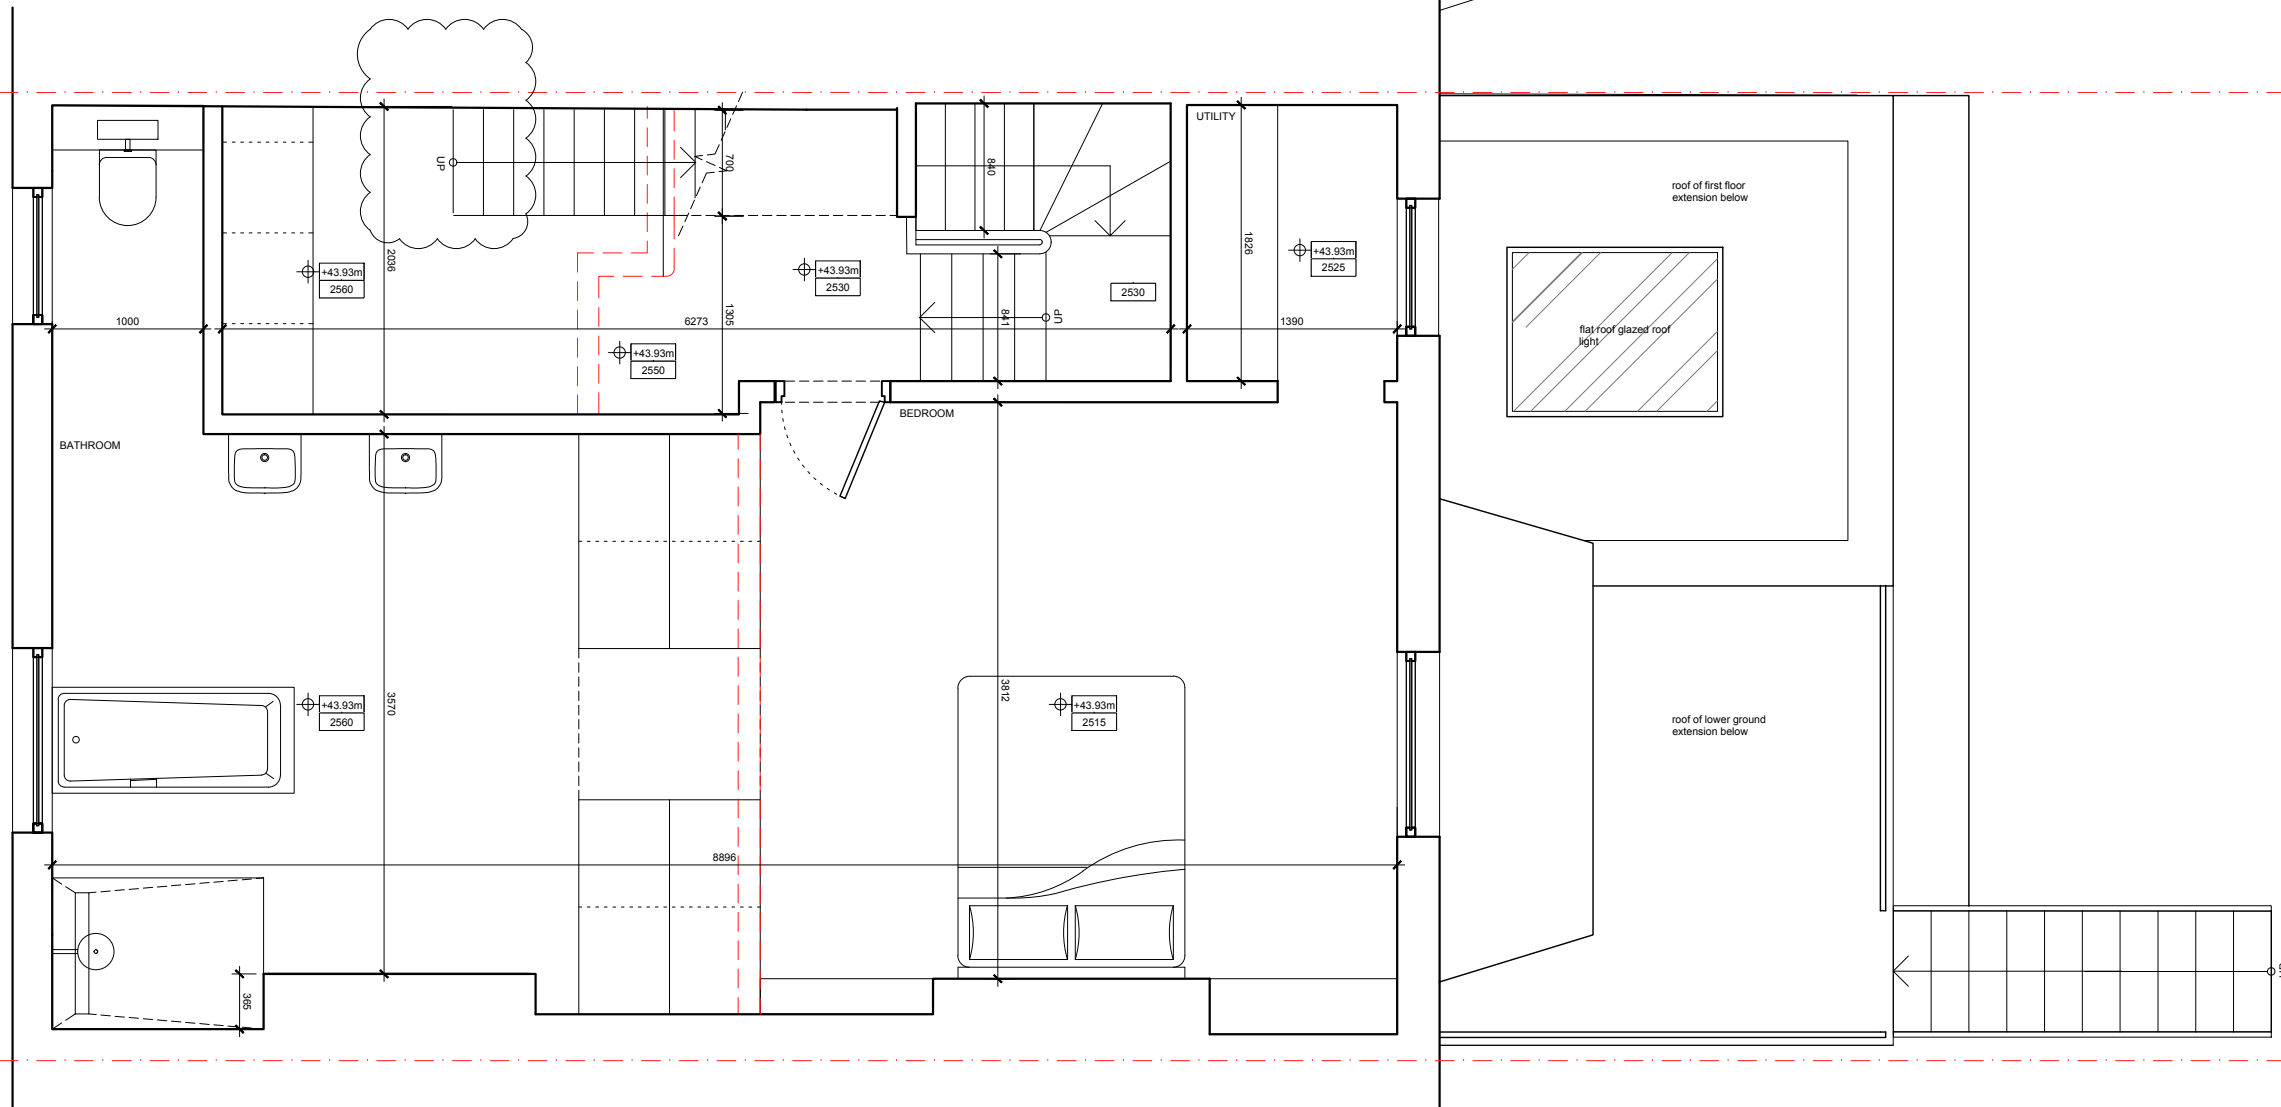 UTILITY
roof of first floor
extension below
UP
700
840
1826
2036
+43.93m
2560
+43.93m
2530
2530
+43.93m
2525
1000
6273
1305
841
UP
1390
flat roof glazed roof
light
+43.93m
2550
BATHROOM
BEDROOM
+43.93m
2560
3570
3812
+43.93m
2515
roof of lower ground
extension below
8896
365